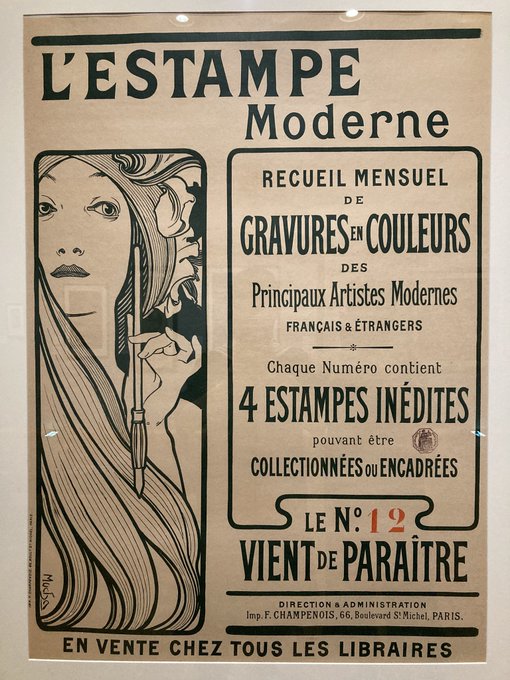 L'ESTAMPE
Moderne
RECUEIL MENSUEL
DE
GRAVURES EN COULEURS
DES
Principaux Artistes Modernes
FRANÇAIS & ÉTRANGERS
Chaque Numéro contient
4 ESTAMPES INÉDITES
pouvant être
COLLECTIONNÉES OU ENCADRÉES
LE No. 12
VIENT DE PARAÎTRE
DIRECTION & ADMINISTRATION
Imp. F. CHAMPENOIS, 66, Boulevard St Michel, PARIS.
Mucha
EN VENTE CHEZ TOUS LES LIBRAIRES